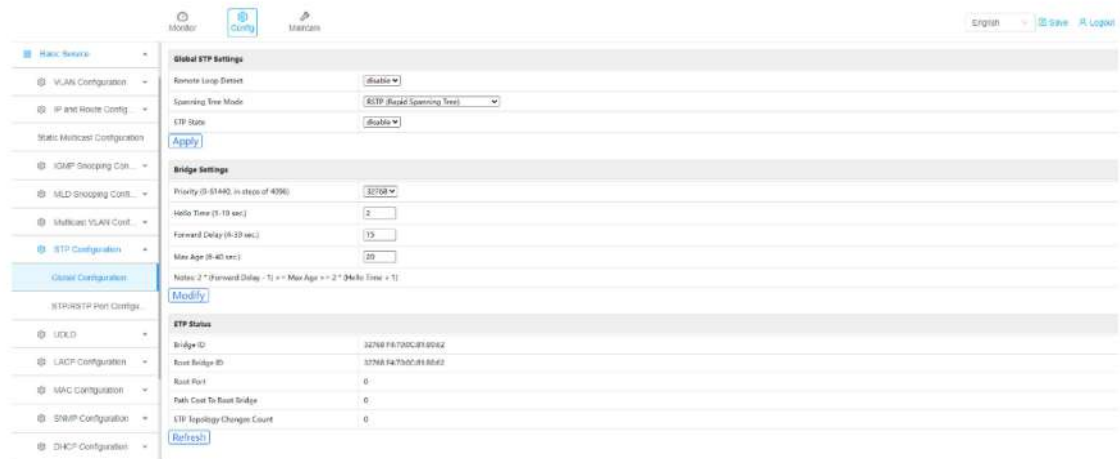 Monitor
Config
Maintain
English
Save
Logout
Basic Service
VLAN Configuration
IP and Route Config...
Static Multicast Configuration
IGMP Snooping Con...
MLD Snooping Confi...
Multicast VLAN Conf...
STP Configuration
Global Configuration
STP/RSTP Port Configu...
UDLD
LACP Configuration
MAC Configuration
SNMP Configuration
DHCP Configuration
Global STP Settings
Remote Loop Detect disable
Spanning Tree Mode RSTP (Rapid Spanning Tree)
STP State disable
Apply
Bridge Settings
Priority (0-61440, in steps of 4096) 32768
Hello Time (1-10 sec.) 2
Forward Delay (4-30 sec.) 15
Max Age (6-40 sec.) 20
Notes: 2 * (Forward Delay - 1) >= Max Age >= 2 * (Hello Time + 1)
Modify
STP Status
Bridge ID 32768
Root Bridge ID 32768
Root Port 0
Path Cost To Root Bridge 0
STP Topology Changes Count 0
Refresh